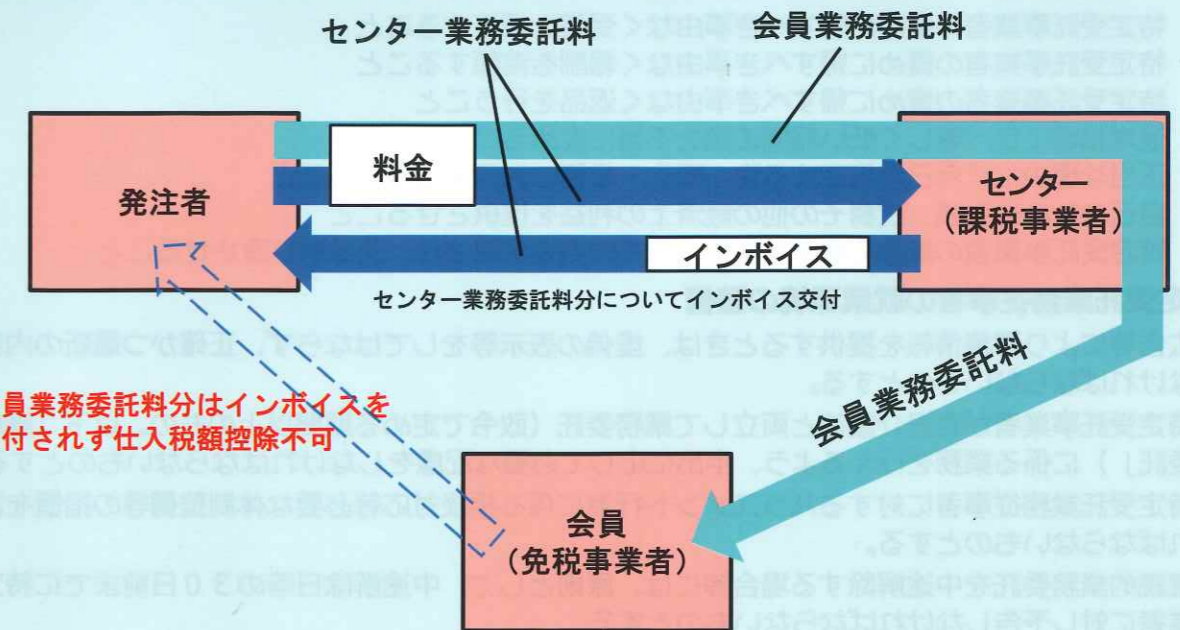 センター業務委託料
会員業務委託料
発注者
料金
センター
(課税事業者)
インボイス
センター業務委託料分についてインボイス交付
員業務委託料分はインボイスを
付されず仕入税額控除不可
会員業務委託料
会員
(免税事業者)